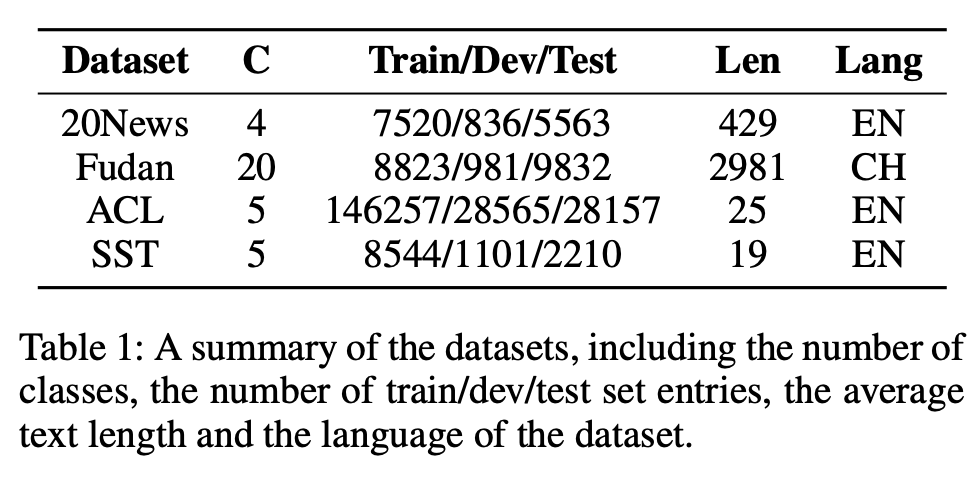 Dataset C Train/Dev/Test Len Lang
20News 4 7520/836/5563 429 EN
Fudan 20 8823/981/9832 2981 CH
ACL 5 146257/28565/28157 25 EN
SST 5 8544/1101/2210 19 EN
Table 1: A summary of the datasets, including the number of
classes, the number of train/dev/test set entries, the average
text length and the language of the dataset.